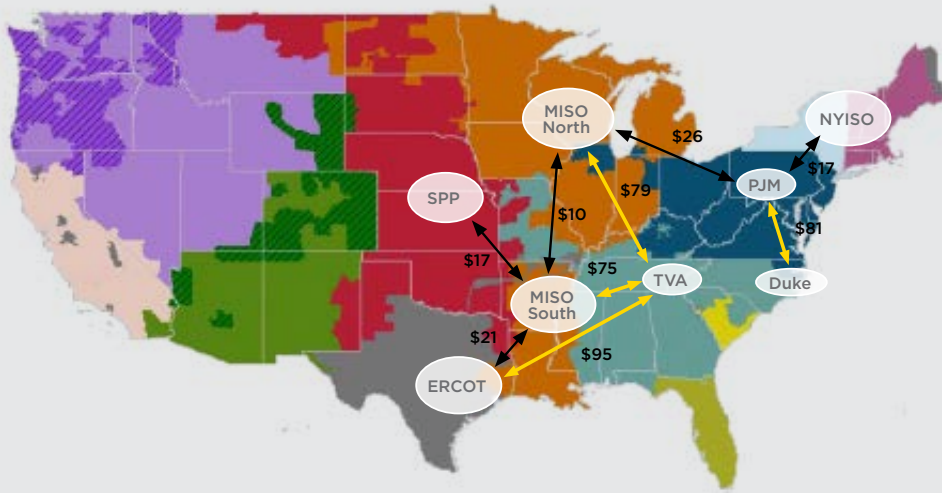 MISO
North
NYISO
$26
$17
PJM
$79
SPP
$10
$81
$17
$75
TVA
Duke
MISO
South
$21
$95
ERCOT